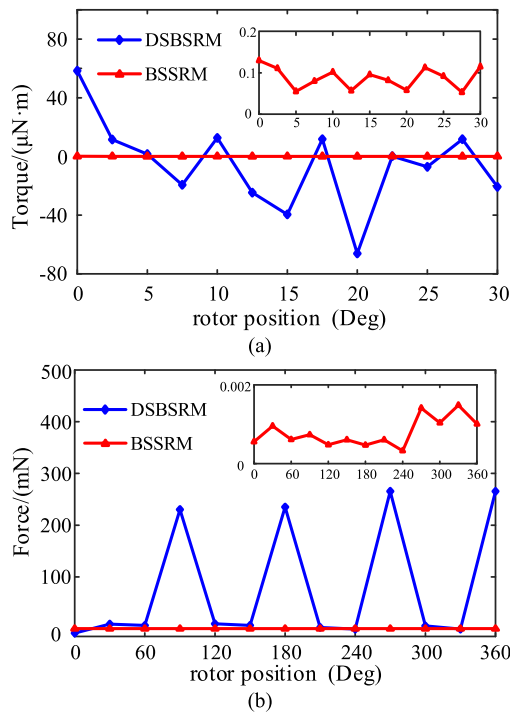 80
40
0
-40
-80
Torque/(μN·m)
DSBSRM
BSSRM
0.2
0.1
0
0 5 10 15 20 25 30
0 5 10 15 20 25 30
rotor position (Deg)
(a)
500
400
300
200
100
0
Force/(mN)
DSBSRM
BSSRM
0.002
0
0 60 120 180 210 240 300 360
0 60 120 180 240 300 360
rotor position (Deg)
(b)